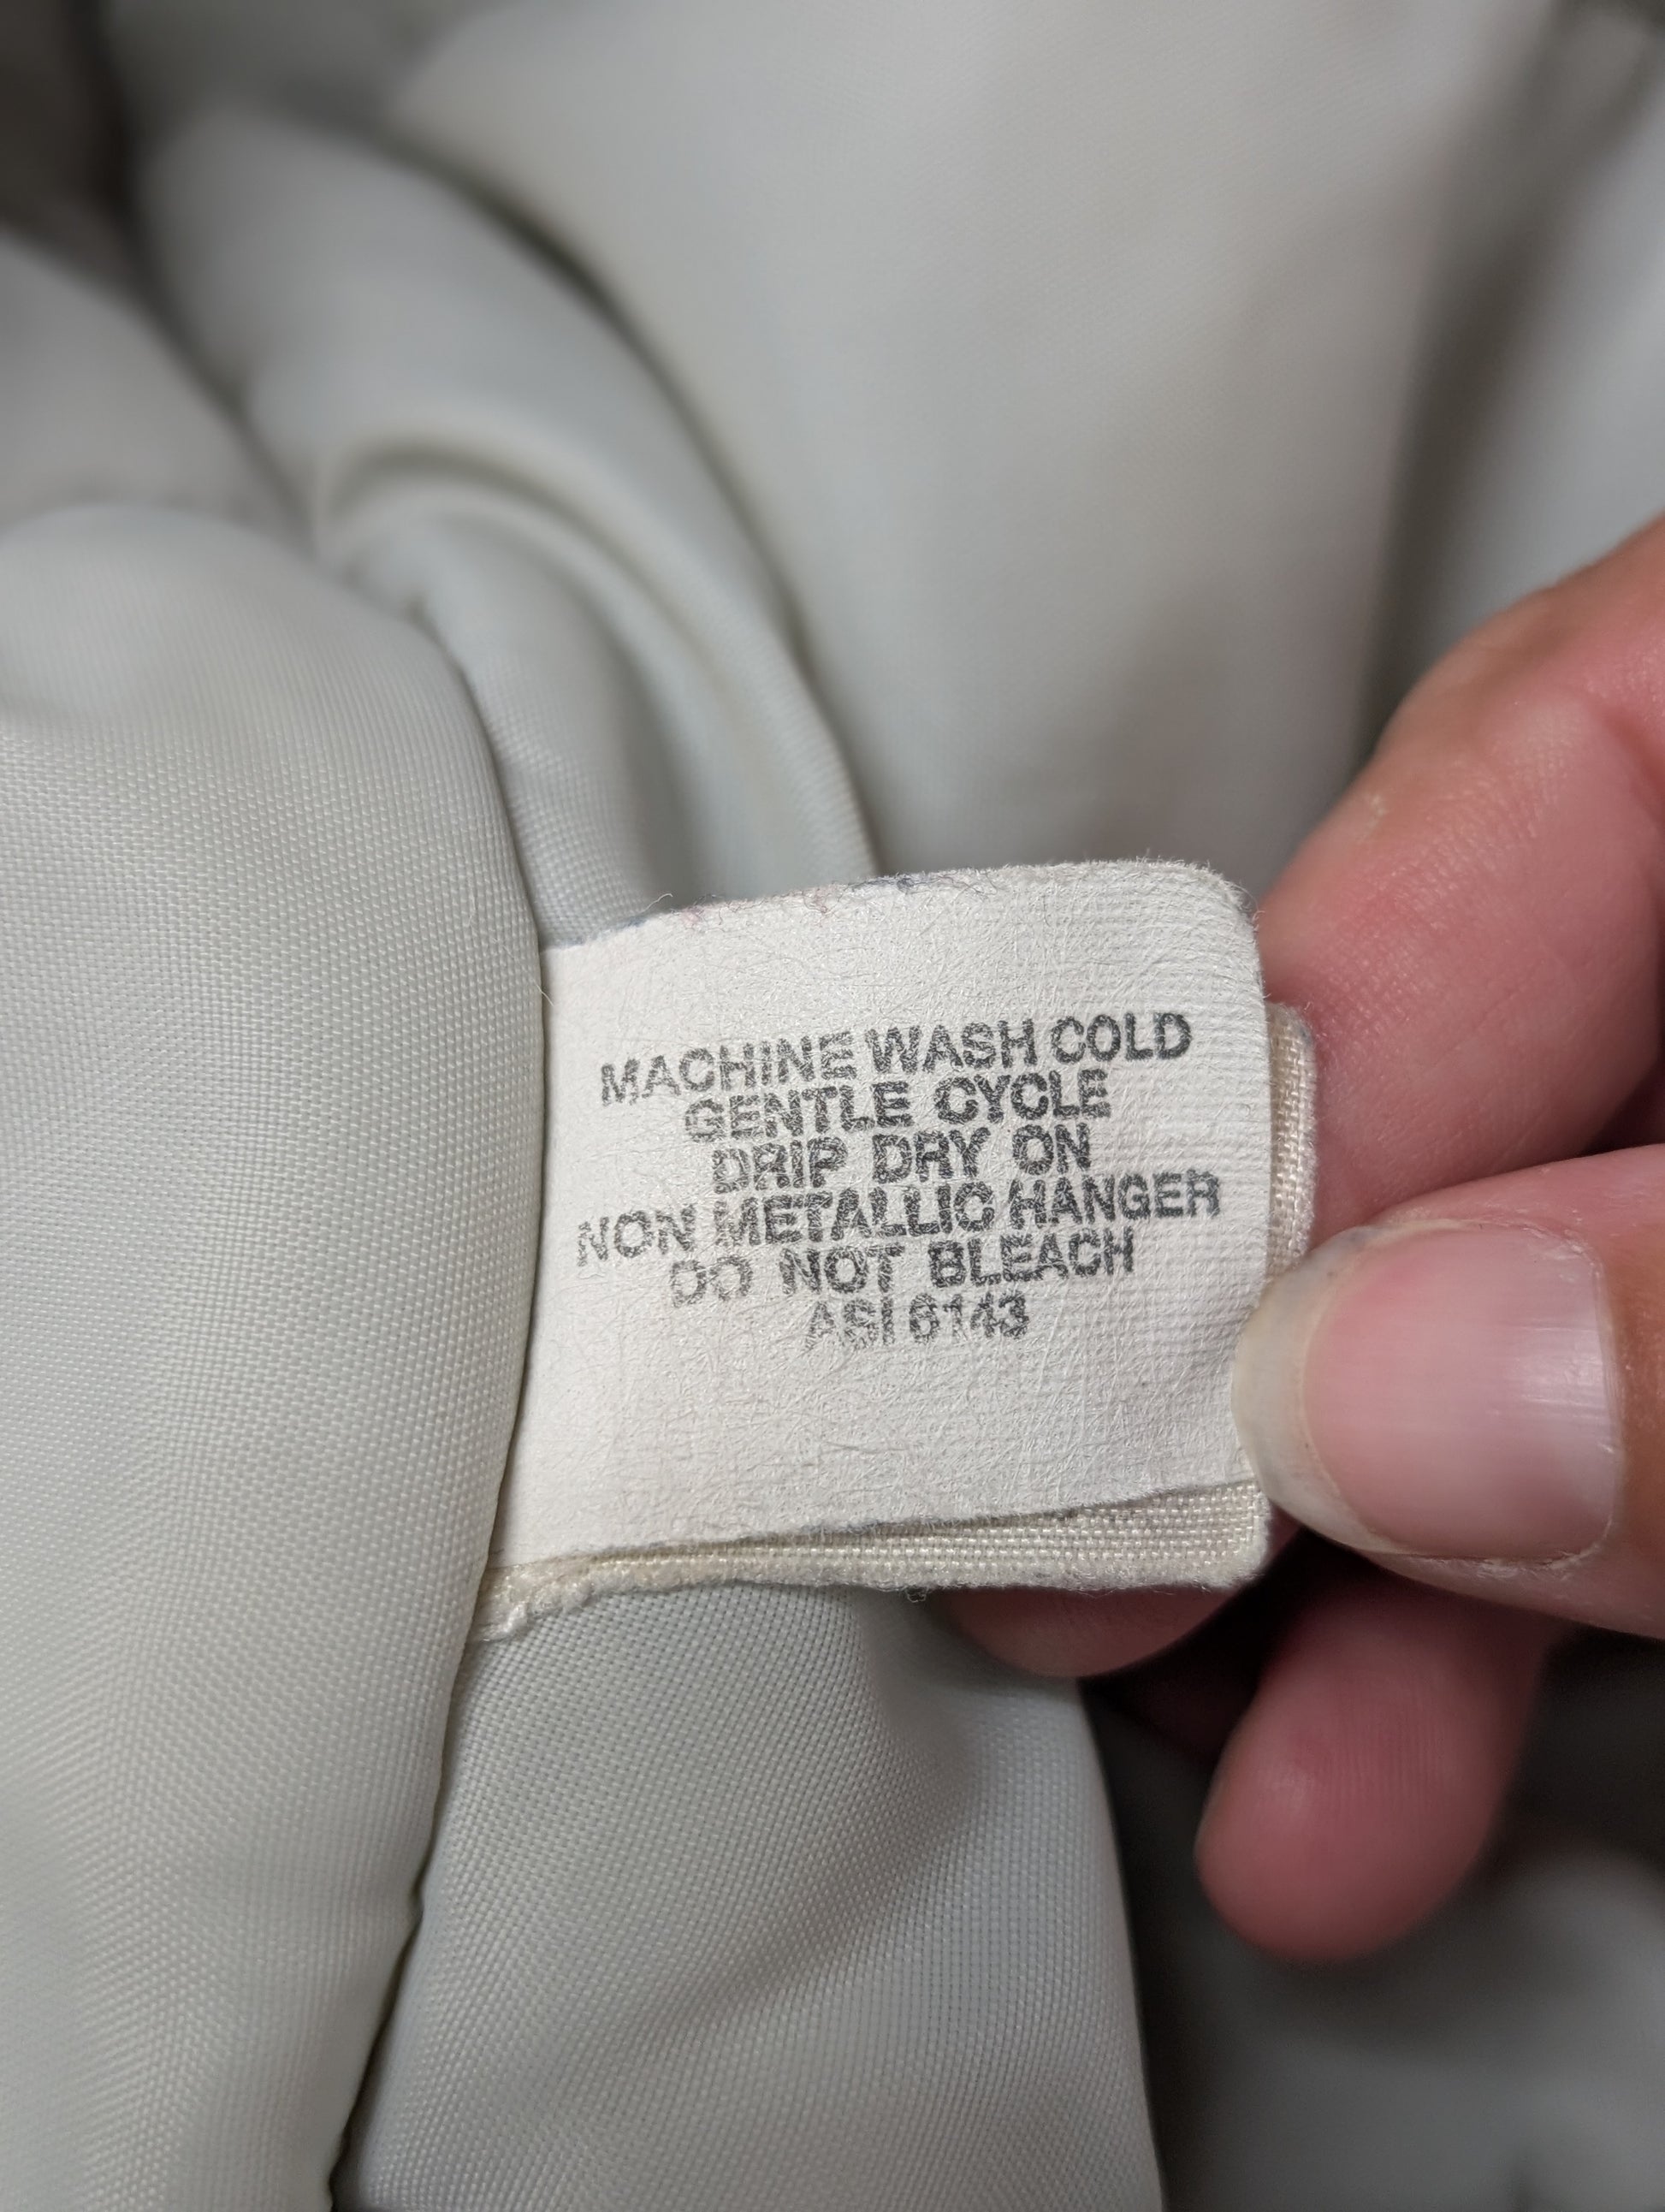 MACHINE WASH COLD
GENTLE CYCLE
DRIP DRY ON
NON METALLIC HANGER
DO NOT BLEACH
ASI 6143